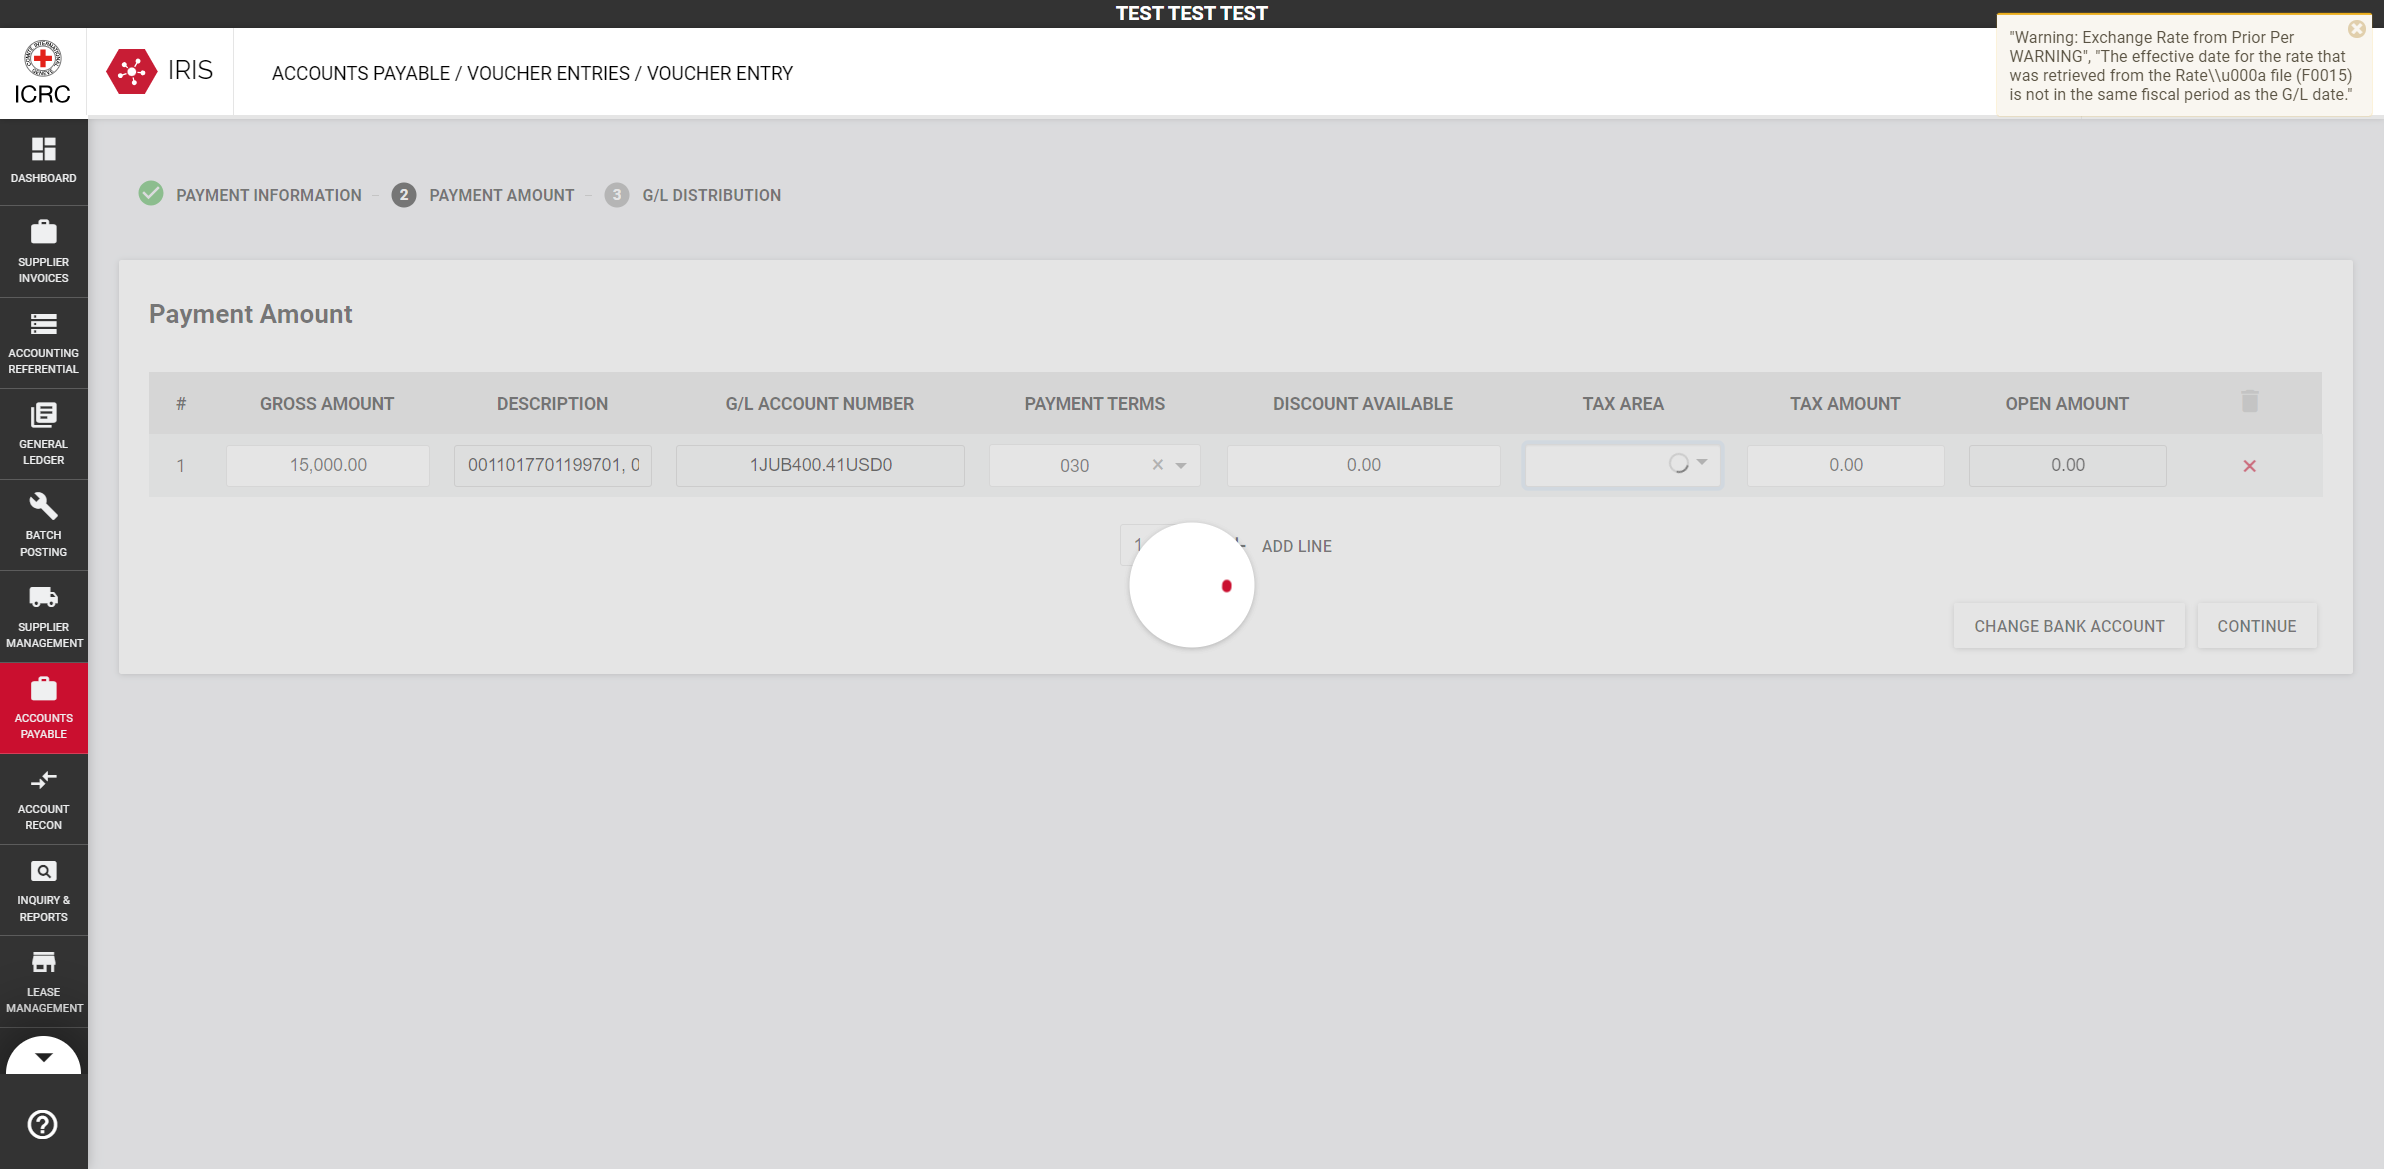 TEST TEST TEST
"Warning: Exchange Rate from Prior Per
WARNING", "The effective date for the rate that
was retrieved from the Rate\\u000a file (F0015)
is not in the same fiscal period as the G/L date."
COMITE INTERNATIONAL GENEVE
ICRC
IRIS
ACCOUNTS PAYABLE / VOUCHER ENTRIES / VOUCHER ENTRY
DASHBOARD
SUPPLIER
INVOICES
ACCOUNTING
REFERENTIAL
GENERAL
LEDGER
BATCH
POSTING
SUPPLIER
MANAGEMENT
ACCOUNTS
PAYABLE
ACCOUNT
RECON
INQUIRY &
REPORTS
LEASE
MANAGEMENT
PAYMENT INFORMATION 2 PAYMENT AMOUNT 3 G/L DISTRIBUTION
Payment Amount
# GROSS AMOUNT DESCRIPTION G/L ACCOUNT NUMBER PAYMENT TERMS DISCOUNT AVAILABLE TAX AREA TAX AMOUNT OPEN AMOUNT
1 15,000.00 0011017701199701, 0 1JUB400.41USD0 030 0.00 0.00 0.00
1 ADD LINE
CHANGE BANK ACCOUNT CONTINUE